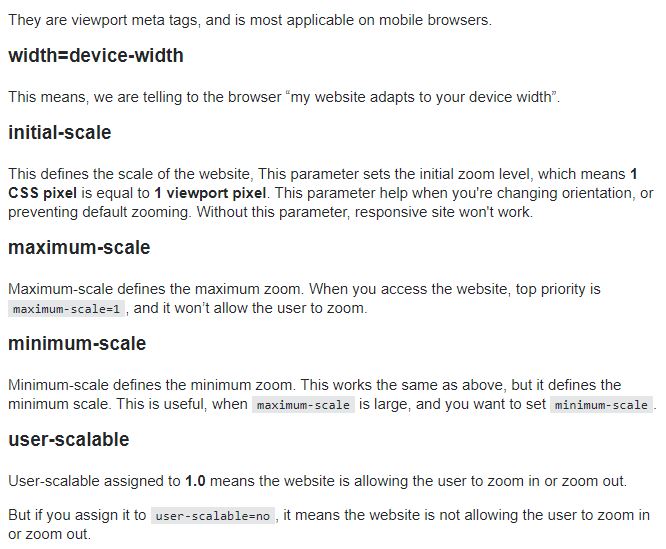 They are viewport meta tags, and is most applicable on mobile browsers.
width=device-width
This means, we are telling to the browser “my website adapts to your device width”.
initial-scale
This defines the scale of the website, This parameter sets the initial zoom level, which means 1
CSS pixel is equal to 1 viewport pixel. This parameter help when you're changing orientation, or
preventing default zooming. Without this parameter, responsive site won't work.
maximum-scale
Maximum-scale defines the maximum zoom. When you access the website, top priority is
maximum-scale=1 , and it won’t allow the user to zoom.
minimum-scale
Minimum-scale defines the minimum zoom. This works the same as above, but it defines the
minimum scale. This is useful, when maximum-scale is large, and you want to set minimum-scale .
user-scalable
User-scalable assigned to 1.0 means the website is allowing the user to zoom in or zoom out.
But if you assign it to user-scalable=no , it means the website is not allowing the user to zoom in
or zoom out.